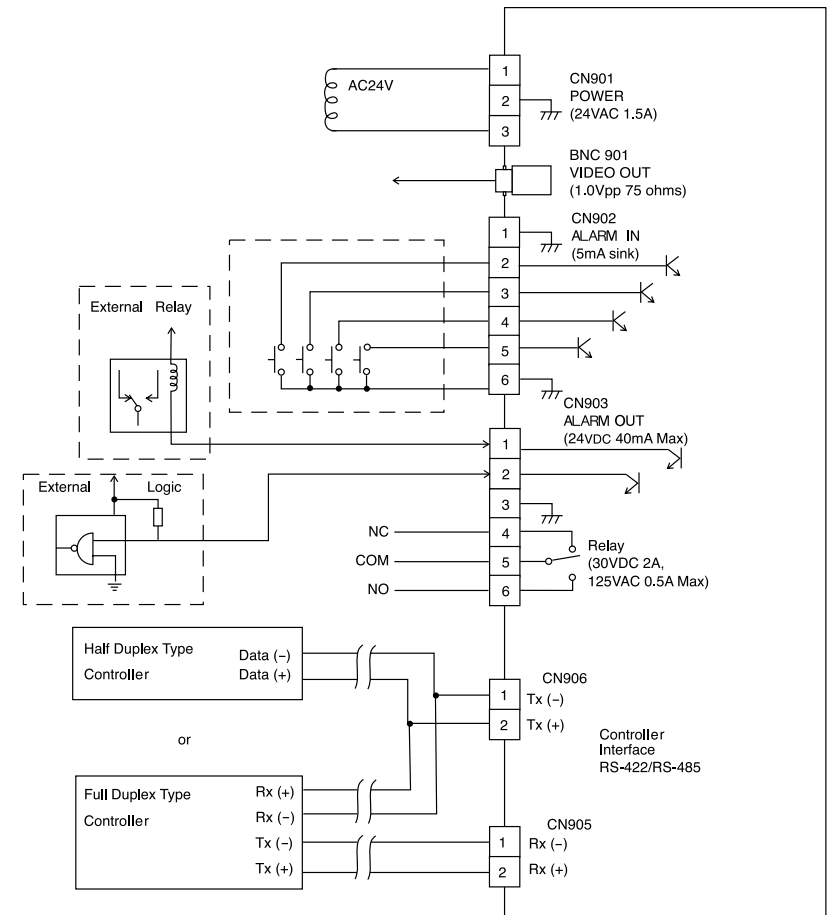 1
AC24V
CN901
2
POWER
(24VAC 1.5A)
3
BNC 901
VIDEO OUT
(1.0Vpp 75 ohms)
CN902
1
ALARM IN
(5mA sink)
2
3
External Relay
4
5
6
CN903
ALARM OUT
(24VDC 40mA Max)
1
2
External Logic
3
NC
4
Relay
COM
5
(30VDC 2A,
125VAC 0.5A Max)
NO
6
Half Duplex Type
Controller
Data (−)
Data (+)
CN906
1
Tx (−)
2
Tx (+)
or
Controller
Interface
RS-422/RS-485
Full Duplex Type
Controller
Rx (+)
Rx (−)
Tx (−)
Tx (+)
CN905
1
Rx (−)
2
Rx (+)